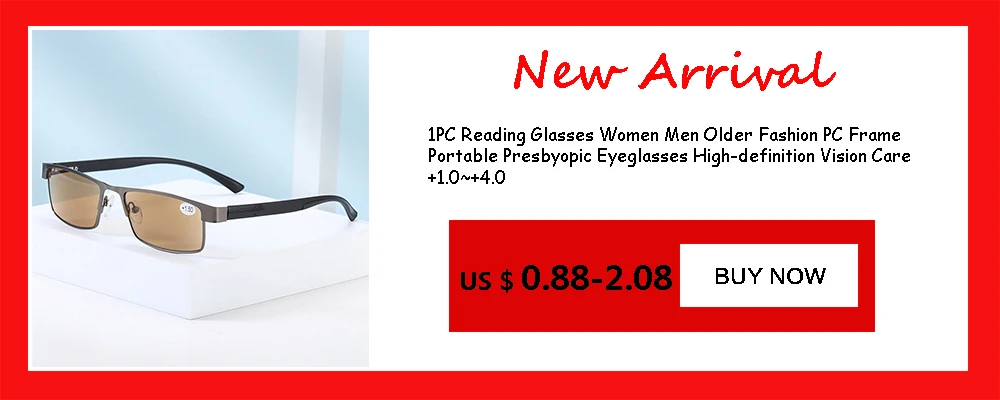 New Arrival
1PC Reading Glasses Women Men Older Fashion PC Frame
Portable Presbyopic Eyeglasses High-definition Vision Care
+1.0~+4.0
+1.50
US $ 0.88-2.08
BUY NOW